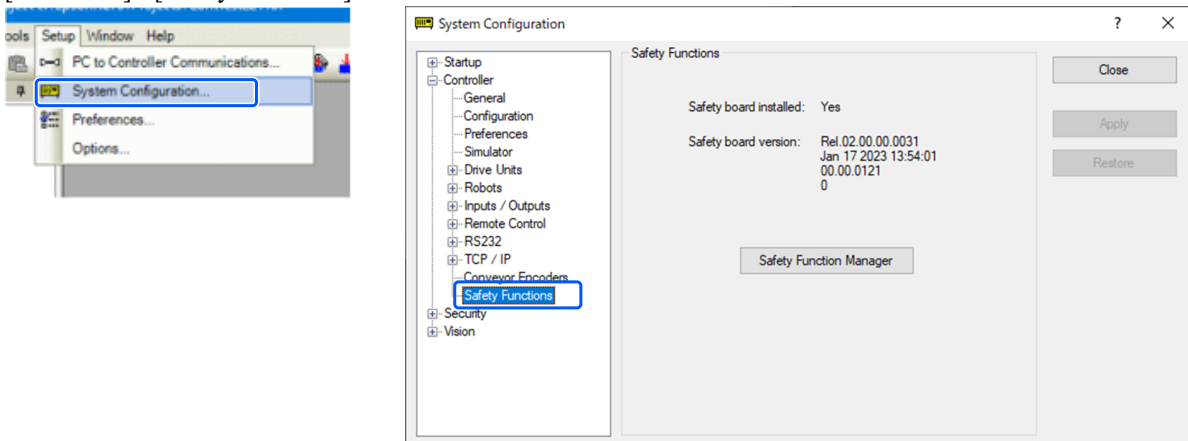 ools Setup Window Help
PC to Controller Communications...
System Configuration...
Preferences...
Options...
System Configuration
? ×
Startup
Controller
General
Configuration
Preferences
Simulator
Drive Units
Robots
Inputs / Outputs
Remote Control
RS232
TCP / IP
Conveyor Encoders
Safety Functions
Security
Vision
Safety Functions
Safety board installed: Yes
Safety board version: Rel.02.00.00.0031
Jan 17 2023 13:54:01
00.00.0121
0
Safety Function Manager
Close
Apply
Restore